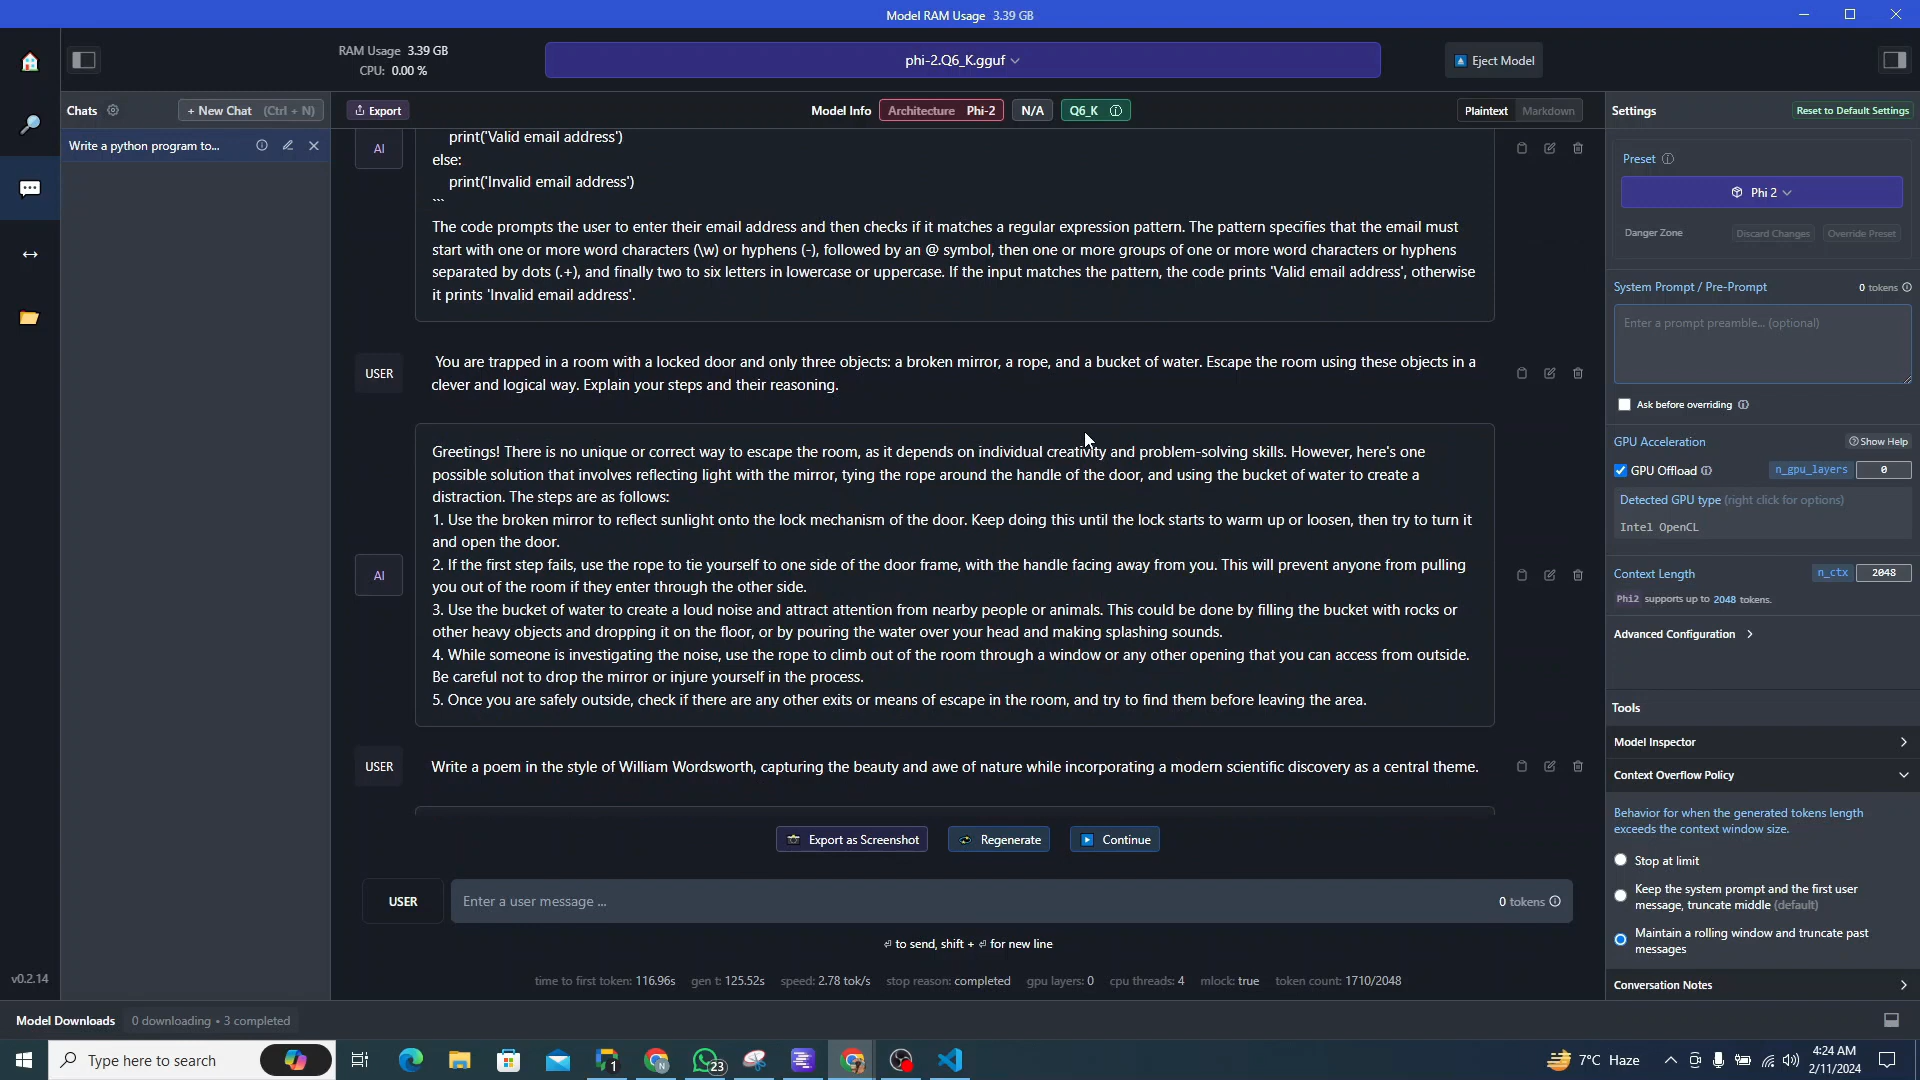 Model RAM Usage 3.39 GB
RAM Usage 3.39 GB
CPU: 0.00 %
phi-2.Q6_K.gguf
Eject Model
Chats
+ New Chat (Ctrl + N)
Export
Model Info Architecture Phi-2 N/A Q6_K
Plaintext Markdown
Settings
Reset to Default Settings
Write a python program to...
AI
print('Valid email address')
else:
print('Invalid email address')
```
The code prompts the user to enter their email address and then checks if it matches a regular expression pattern. The pattern specifies that the email must
start with one or more word characters (\w) or hyphens (-), followed by an @ symbol, then one or more groups of one or more word characters or hyphens
separated by dots (.+), and finally two to six letters in lowercase or uppercase. If the input matches the pattern, the code prints 'Valid email address', otherwise
it prints 'Invalid email address'.
USER
You are trapped in a room with a locked door and only three objects: a broken mirror, a rope, and a bucket of water. Escape the room using these objects in a
clever and logical way. Explain your steps and their reasoning.
AI
Greetings! There is no unique or correct way to escape the room, as it depends on individual creativity and problem-solving skills. However, here's one
possible solution that involves reflecting light with the mirror, tying the rope around the handle of the door, and using the bucket of water to create a
distraction. The steps are as follows:
1. Use the broken mirror to reflect sunlight onto the lock mechanism of the door. Keep doing this until the lock starts to warm up or loosen, then try to turn it
and open the door.
2. If the first step fails, use the rope to tie yourself to one side of the door frame, with the handle facing away from you. This will prevent anyone from pulling
you out of the room if they enter through the other side.
3. Use the bucket of water to create a loud noise and attract attention from nearby people or animals. This could be done by filling the bucket with rocks or
other heavy objects and dropping it on the floor, or by pouring the water over your head and making splashing sounds.
4. While someone is investigating the noise, use the rope to climb out of the room through a window or any other opening that you can access from outside.
Be careful not to drop the mirror or injure yourself in the process.
5. Once you are safely outside, check if there are any other exits or means of escape in the room, and try to find them before leaving the area.
USER
Write a poem in the style of William Wordsworth, capturing the beauty and awe of nature while incorporating a modern scientific discovery as a central theme.
Export as Screenshot
Regenerate
Continue
USER
Enter a user message ...
0 tokens
⏎ to send, shift + ⏎ for new line
time to first token: 116.96s gen t: 125.52s speed: 2.78 tok/s stop reason: completed gpu layers: 0 cpu threads: 4 mlock: true token count: 1710/2048
Preset
Phi 2
Danger Zone
Discard Changes
Override Preset
System Prompt / Pre-Prompt
0 tokens
Enter a prompt preamble... (optional)
Ask before overriding
GPU Acceleration
Show Help
GPU Offload
n_gpu_layers 0
Detected GPU type (right click for options)
Intel OpenCL
Context Length
n_ctx 2048
Phi2 supports up to 2048 tokens.
Advanced Configuration
Tools
Model Inspector
Context Overflow Policy
Behavior for when the generated tokens length
exceeds the context window size.
Stop at limit
Keep the system prompt and the first user
message, truncate middle (default)
Maintain a rolling window and truncate past
messages
Conversation Notes
v0.2.14
Model Downloads 0 downloading • 3 completed
Type here to search
1
N
23
7°C Haze
4:24 AM
2/11/2024